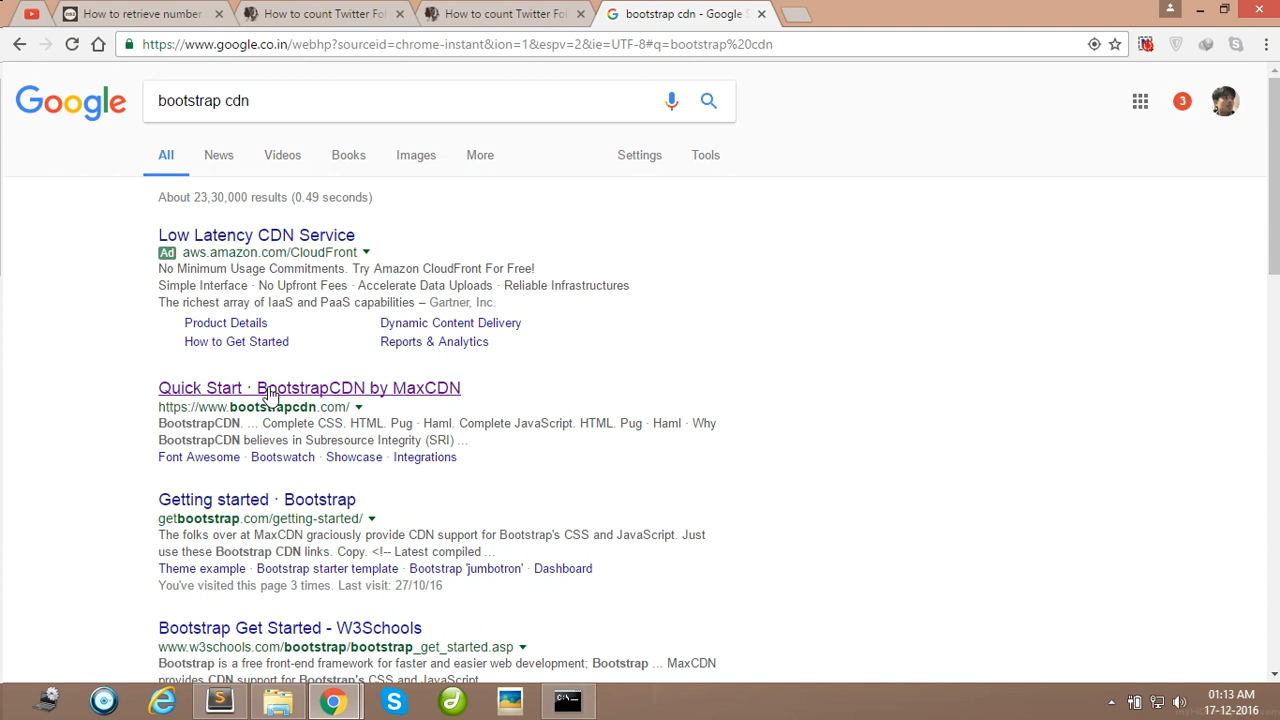 How to retrieve number
How to count Twitter Fol
How to count Twitter Fol
bootstrap cdn - Google S
https://www.google.co.in/webhp?sourceid=chrome-instant&ion=1&espv=2&ie=UTF-8#q=bootstrap%20cdn
Google
bootstrap cdn
3
All News Videos Books Images More Settings Tools
About 23,30,000 results (0.49 seconds)
Low Latency CDN Service
Ad aws.amazon.com/CloudFront
No Minimum Usage Commitments. Try Amazon CloudFront For Free!
Simple Interface · No Upfront Fees · Accelerate Data Uploads · Reliable Infrastructures
The richest array of IaaS and PaaS capabilities – Gartner, Inc.
Product Details Dynamic Content Delivery
How to Get Started Reports & Analytics
Quick Start · BootstrapCDN by MaxCDN
https://www.bootstrapcdn.com/
BootstrapCDN. ... Complete CSS. HTML. Pug · Haml. Complete JavaScript. HTML. Pug · Haml · Why
BootstrapCDN believes in Subresource Integrity (SRI) ...
Font Awesome · Bootswatch · Showcase · Integrations
Getting started · Bootstrap
getbootstrap.com/getting-started/
The folks over at MaxCDN graciously provide CDN support for Bootstrap's CSS and JavaScript. Just
use these Bootstrap CDN links. Copy. <!-- Latest compiled ...
Theme example · Bootstrap starter template · Bootstrap 'jumbotron' · Dashboard
You've visited this page 3 times. Last visit: 27/10/16
Bootstrap Get Started - W3Schools
www.w3schools.com/bootstrap/bootstrap_get_started.asp
Bootstrap is a free front-end framework for faster and easier web development; Bootstrap ... MaxCDN
provides CDN support for Bootstrap's CSS and JavaScript.
01:13 AM
17-12-2016